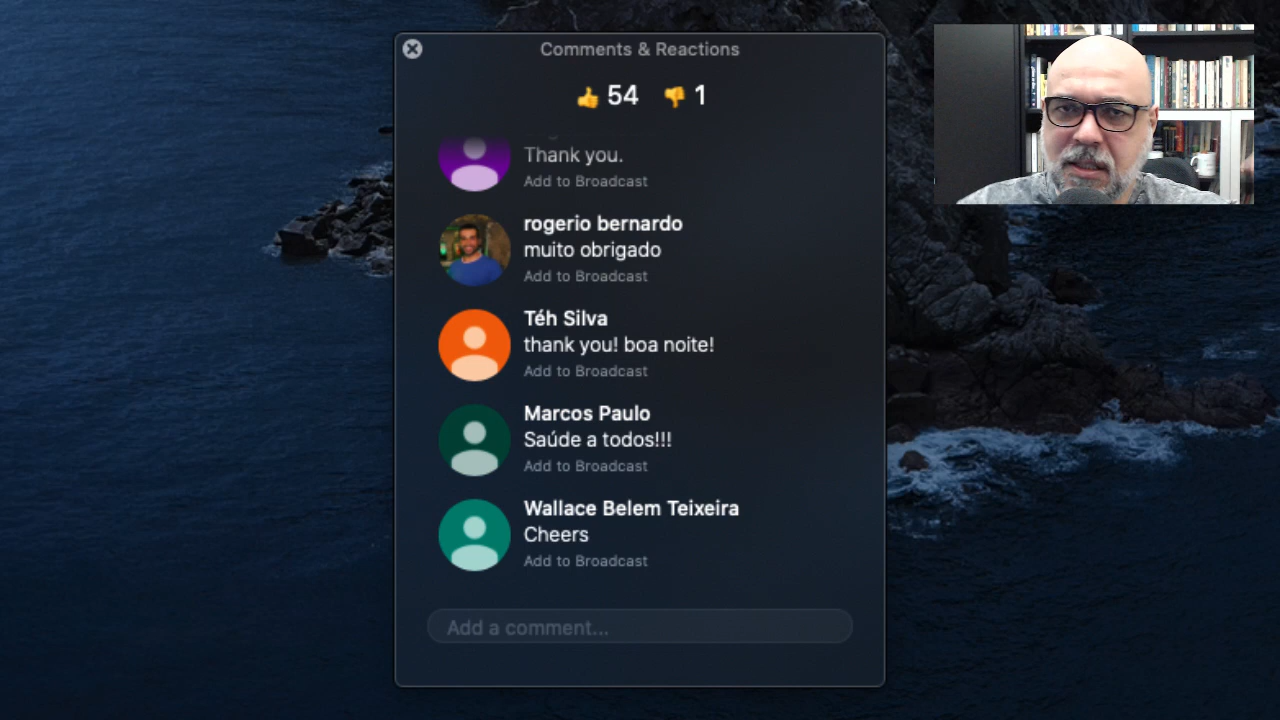 Comments & Reactions
👍 54 👎 1
Thank you.
Add to Broadcast
rogerio bernardo
muito obrigado
Add to Broadcast
Téh Silva
thank you! boa noite!
Add to Broadcast
Marcos Paulo
Saúde a todos!!!
Add to Broadcast
Wallace Belem Teixeira
Cheers
Add to Broadcast
Add a comment...